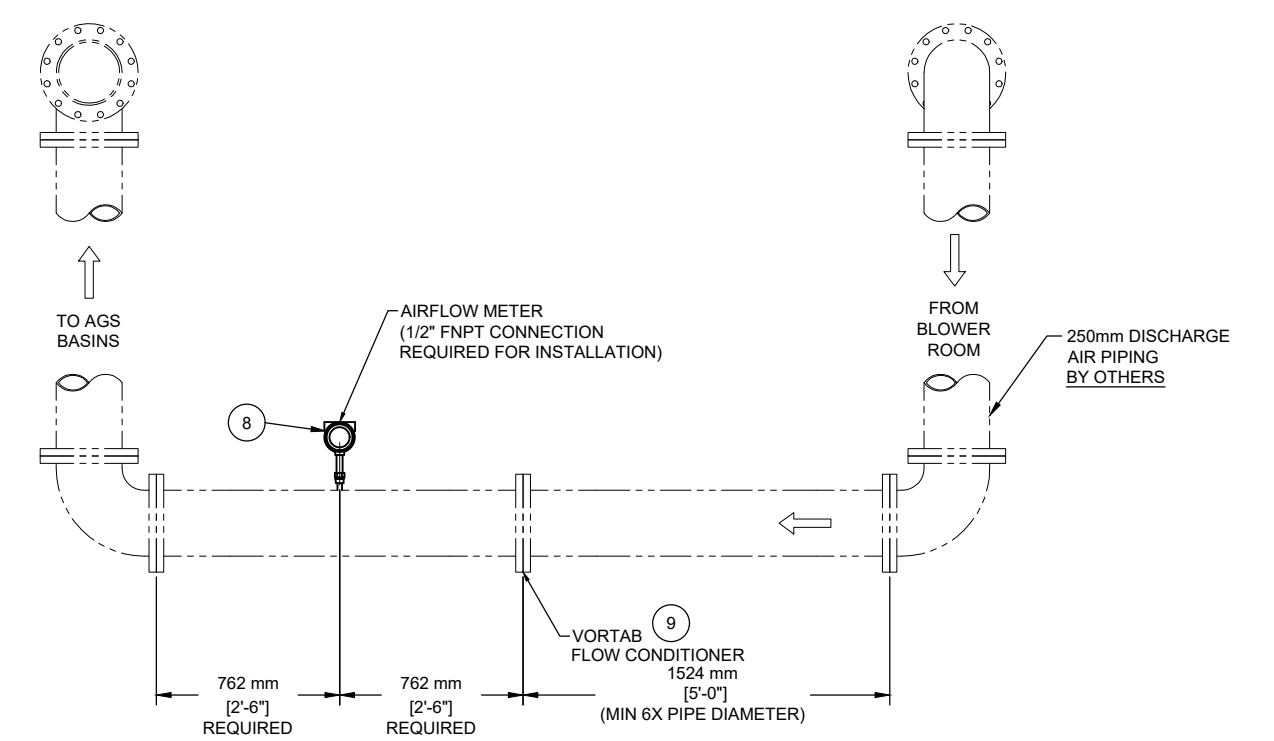 AIRFLOW METER
(1/2" FNPT CONNECTION
REQUIRED FOR INSTALLATION)
TO AGS
BASINS
FROM
BLOWER
ROOM
250mm DISCHARGE
AIR PIPING
BY OTHERS
8
VORTAB
9
FLOW CONDITIONER
762 mm
[2'-6"]
REQUIRED
762 mm
[2'-6"]
REQUIRED
1524 mm
[5'-0"]
(MIN 6X PIPE DIAMETER)